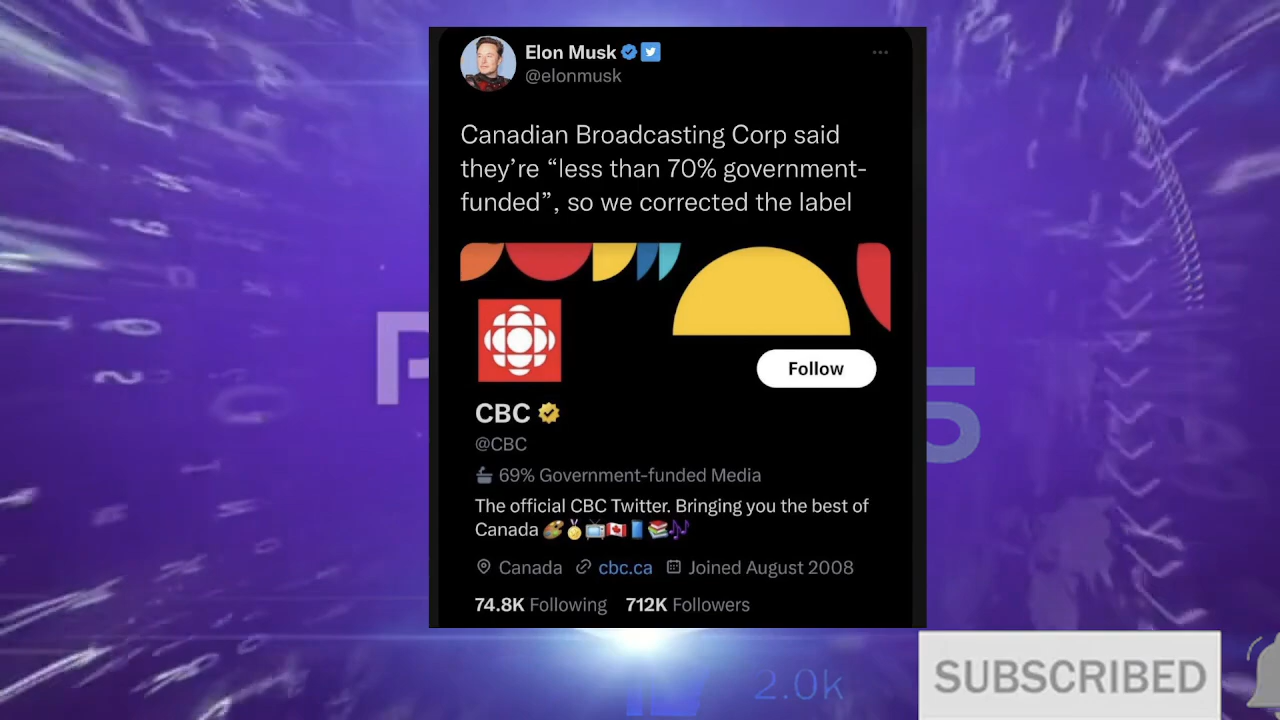 Elon Musk
@elonmusk
Canadian Broadcasting Corp said
they’re “less than 70% government-
funded”, so we corrected the label
Follow
CBC
@CBC
69% Government-funded Media
The official CBC Twitter. Bringing you the best of
Canada 🎨🏅📺🇨🇦📱📚🎶
Canada cbc.ca Joined August 2008
74.8K Following 712K Followers
2.0k
SUBSCRIBED